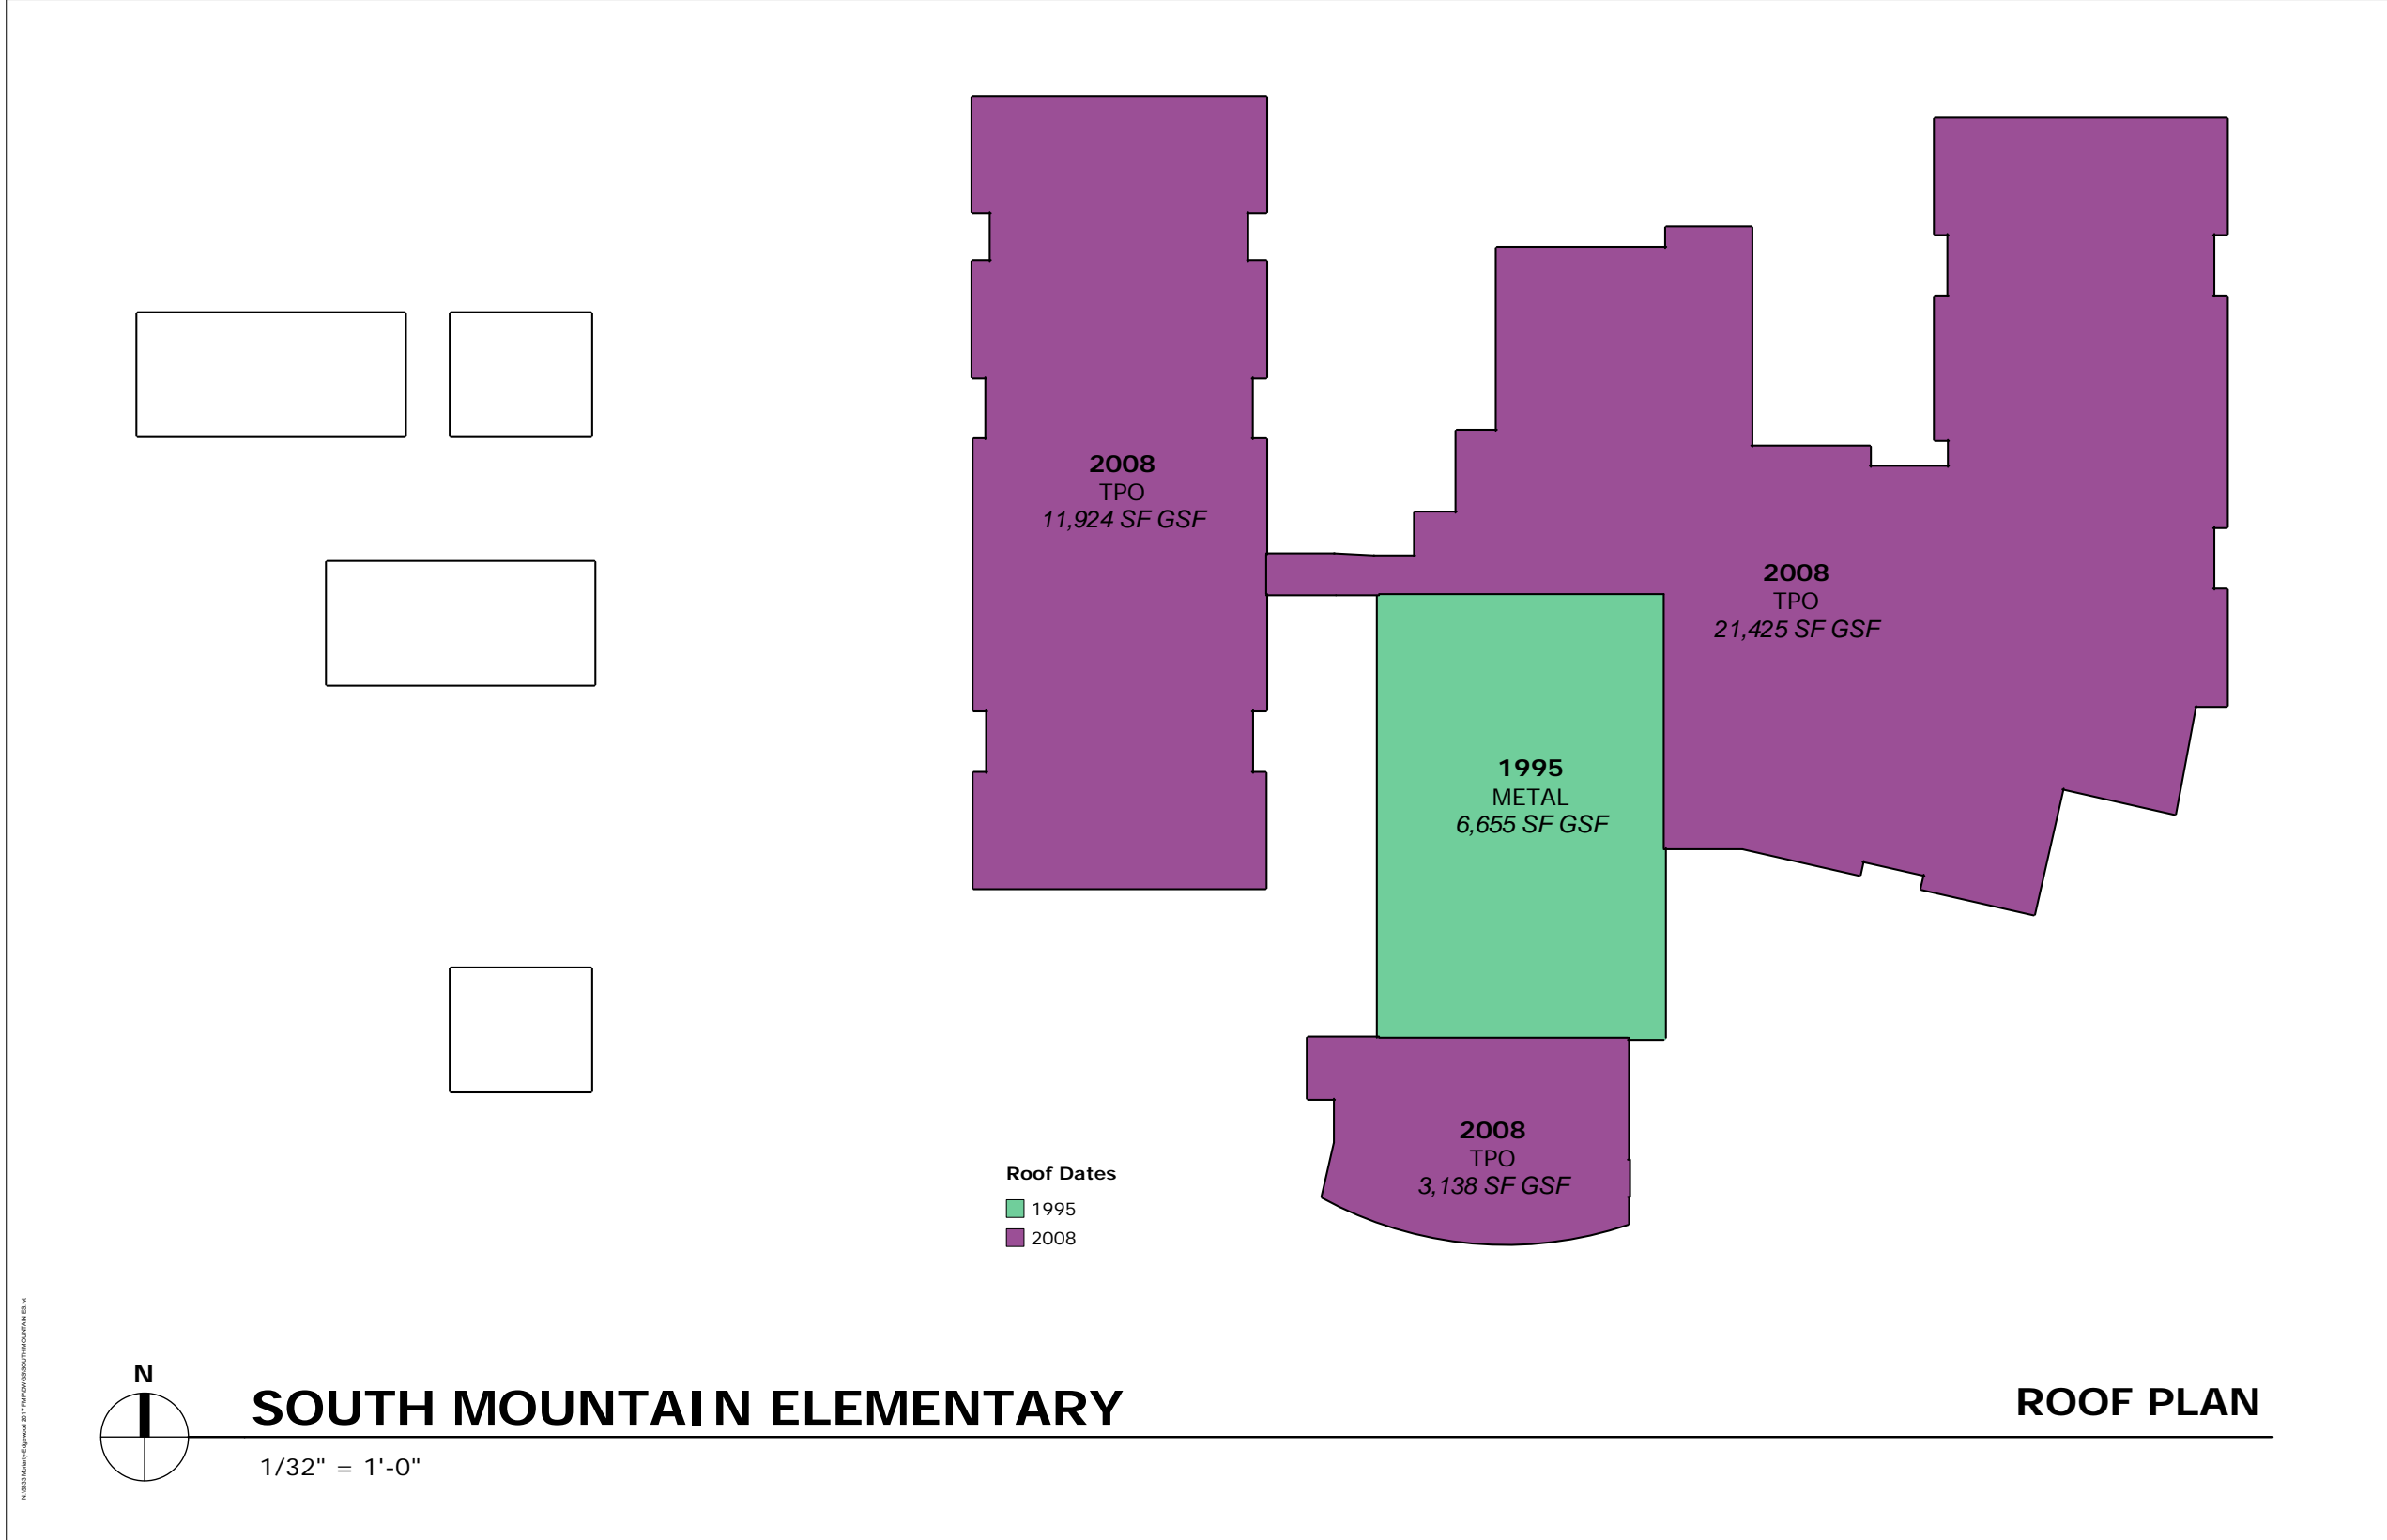 2008
TPO
11,924 SF GSF
2008
TPO
21,425 SF GSF
1995
METAL
6,655 SF GSF
2008
TPO
3,138 SF GSF
Roof Dates
1995
2008
N
SOUTH MOUNTAIN ELEMENTARY
ROOF PLAN
1/32" = 1'-0"